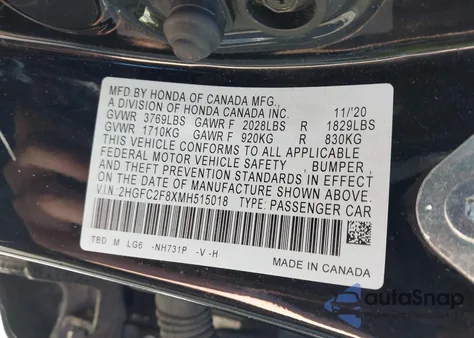 MFD.BY HONDA OF CANADA MFG.,
A DIVISION OF HONDA CANADA INC. 11/'20
GVWR 3769LBS GAWR F 2028LBS R 1829LBS
GVWR 1710KG GAWR F 920KG R 830KG
THIS VEHICLE CONFORMS TO ALL APPLICABLE
FEDERAL MOTOR VEHICLE SAFETY , BUMPER ,
AND THEFT PREVENTION STANDARDS IN EFFECT
ON THE DATE OF MANUFACTURE SHOWN ABOVE.
V.I.N:2HGFC2F8XMH515018 TYPE: PASSENGER CAR
TBD M LG6 -NH731P -V -H
MADE IN CANADA
autoSnap